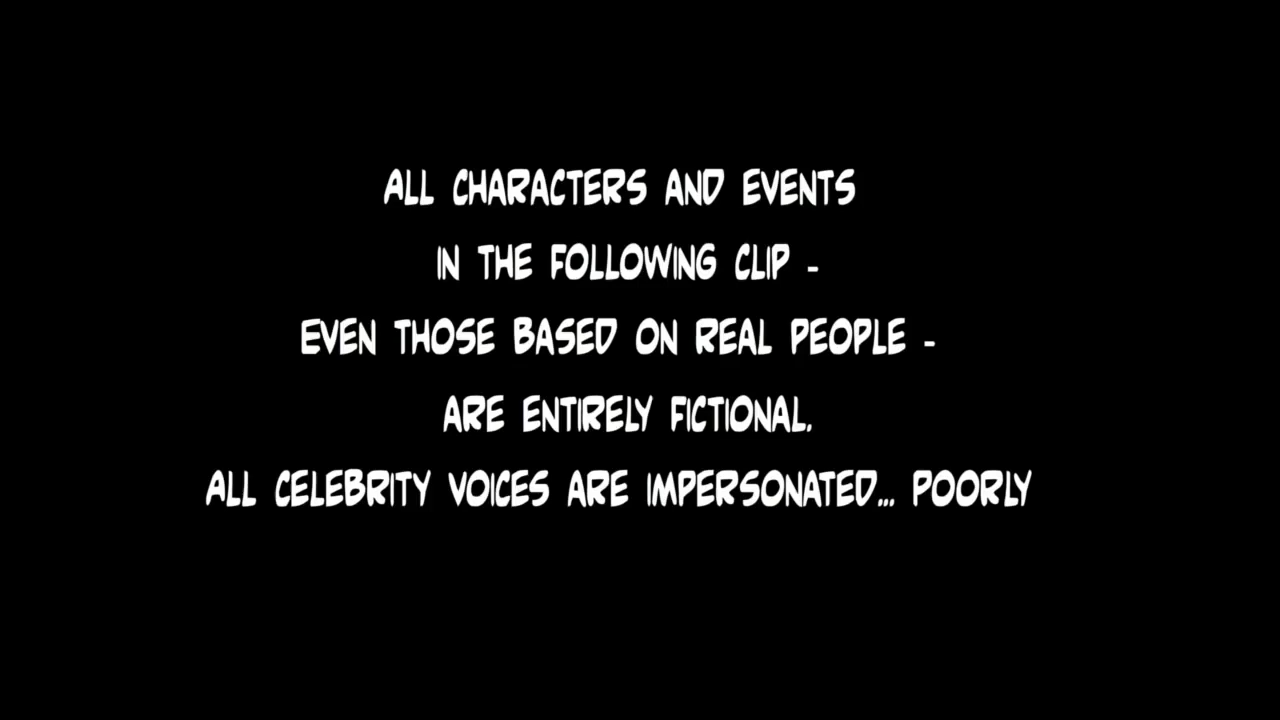 ALL CHARACTERS AND EVENTS
IN THE FOLLOWING CLIP -
EVEN THOSE BASED ON REAL PEOPLE -
ARE ENTIRELY FICTIONAL.
ALL CELEBRITY VOICES ARE IMPERSONATED... POORLY